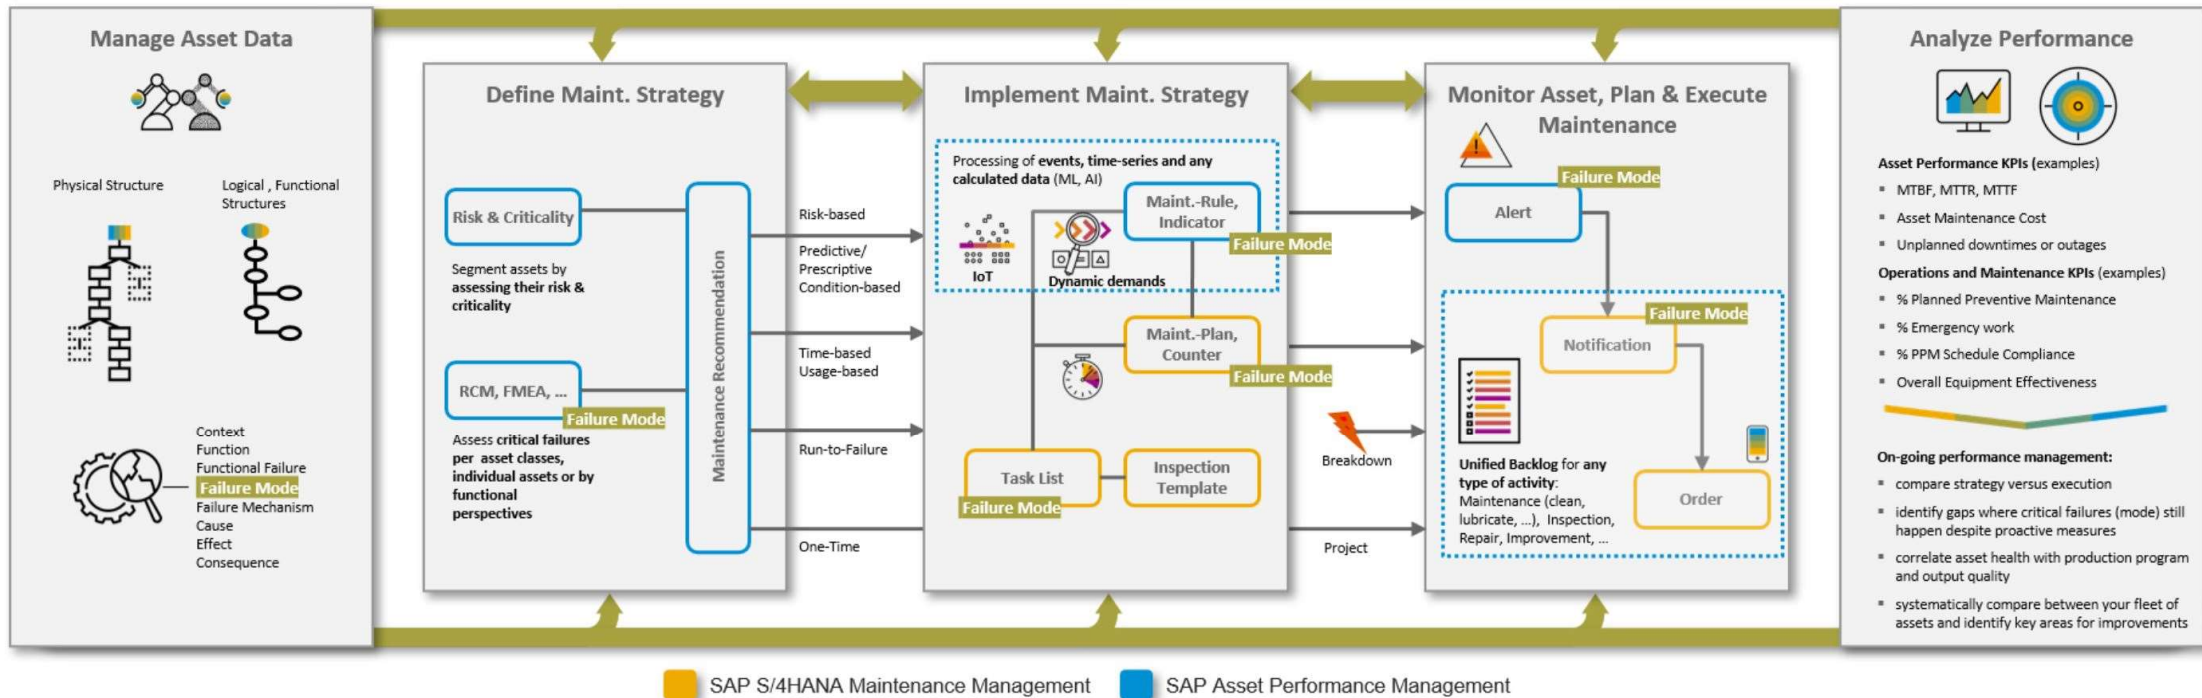 Manage Asset Data
Physical Structure
Logical , Functional
Structures
Context
Function
Functional Failure
Failure Mode
Failure Mechanism
Cause
Effect
Consequence
Define Maint. Strategy
Risk & Criticality
Segment assets by
assessing their risk &
criticality
RCM, FMEA, ...
Failure Mode
Assess critical failures
per asset classes,
individual assets or by
functional
perspectives
Maintenance Recommendation
Risk-based
Predictive/
Prescriptive
Condition-based
Time-based
Usage-based
Run-to-Failure
One-Time
Implement Maint. Strategy
Processing of events, time-series and any
calculated data (ML, AI)
IoT
Dynamic demands
Maint.-Rule,
Indicator
Failure Mode
Maint.-Plan,
Counter
Failure Mode
Task List
Failure Mode
Inspection
Template
Breakdown
Project
Monitor Asset, Plan & Execute
Maintenance
Failure Mode
Alert
Failure Mode
Notification
Unified Backlog for any
type of activity:
Maintenance (clean,
lubricate, ...), Inspection,
Repair, Improvement, ...
Order
Analyze Performance
Asset Performance KPIs (examples)
▪ MTBF, MTTR, MTTF
▪ Asset Maintenance Cost
▪ Unplanned downtimes or outages
Operations and Maintenance KPIs (examples)
▪ % Planned Preventive Maintenance
▪ % Emergency work
▪ % PPM Schedule Compliance
▪ Overall Equipment Effectiveness
On-going performance management:
▪ compare strategy versus execution
▪ identify gaps where critical failures (mode) still
happen despite proactive measures
▪ correlate asset health with production program
and output quality
▪ systematically compare between your fleet of
assets and identify key areas for improvements
SAP S/4HANA Maintenance Management
SAP Asset Performance Management